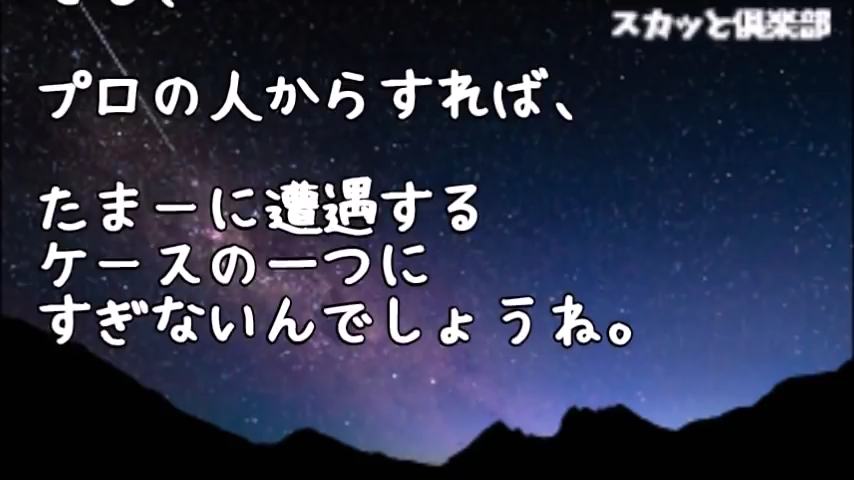 スカッと倶楽部
プロの人からすれば、
たまーに遭遇する
ケースの一つに
すぎないんでしょうね。